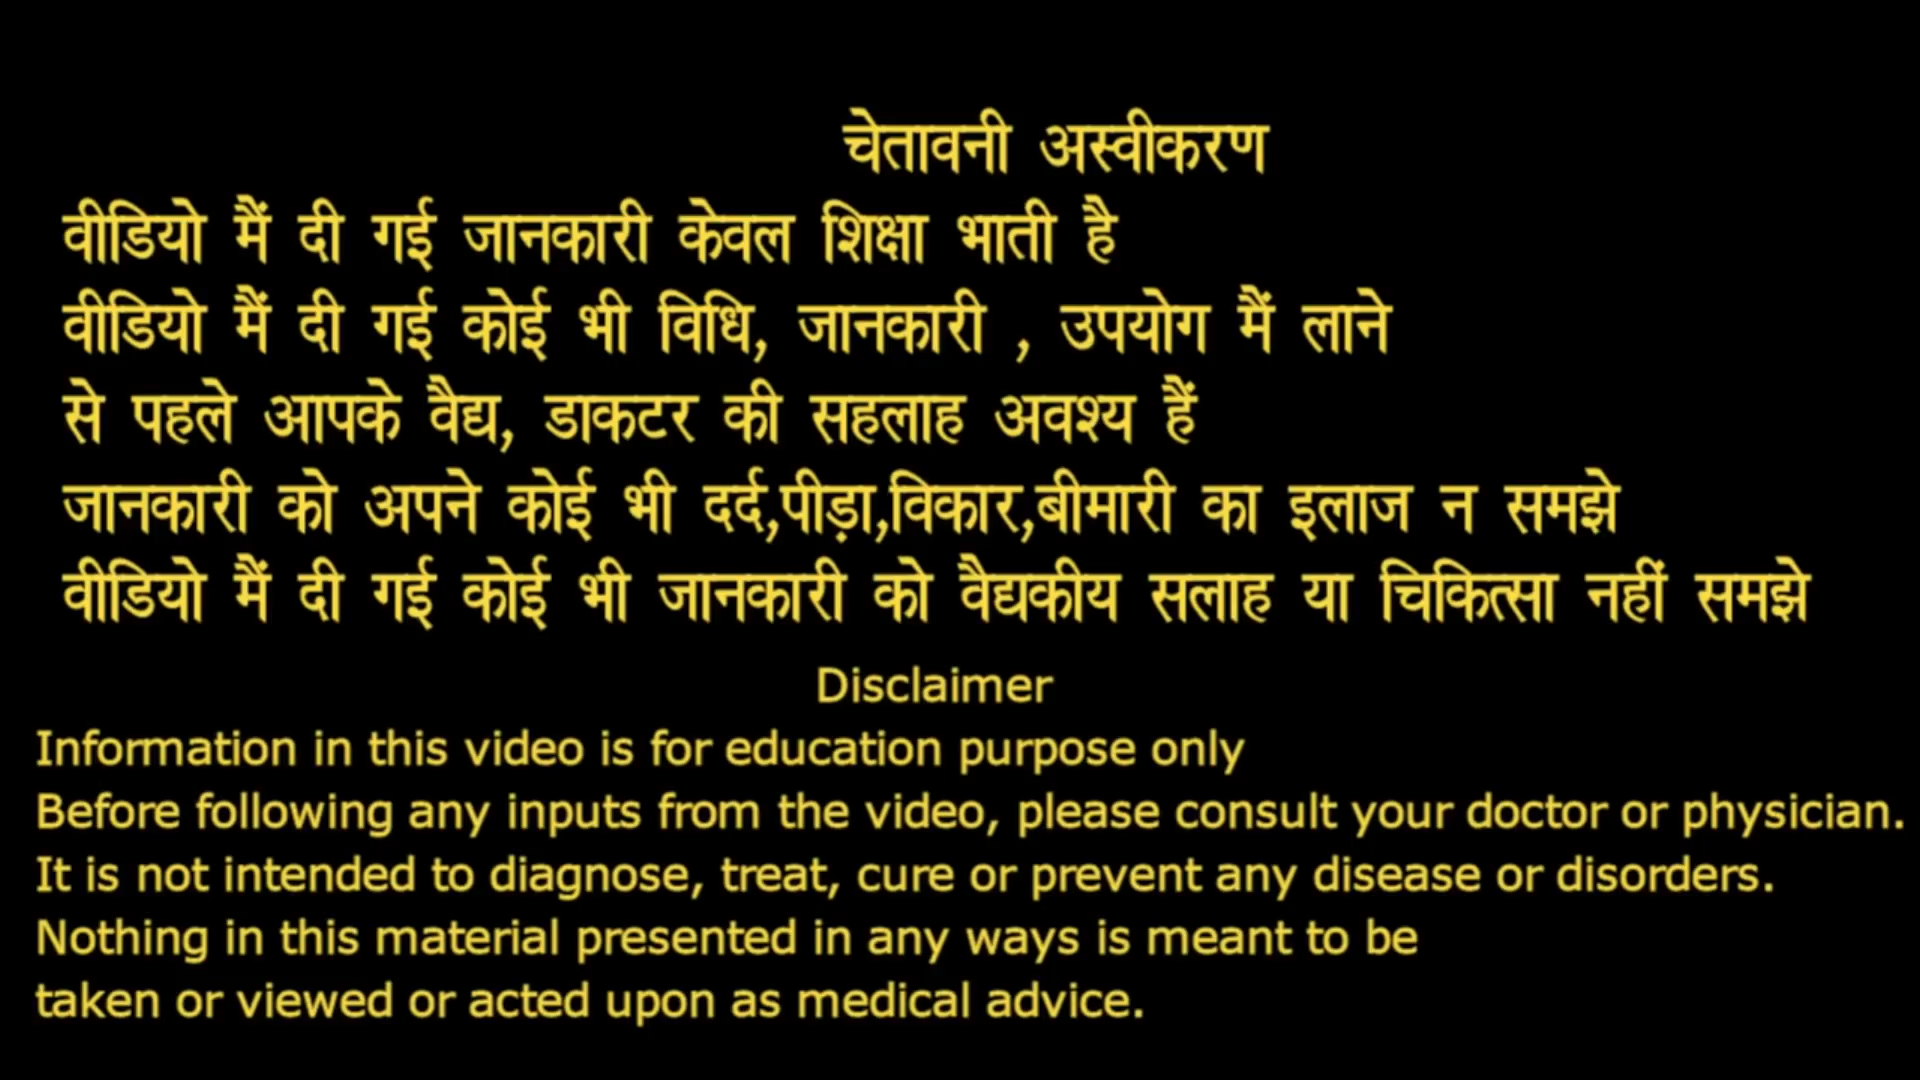 चेतावनी अस्वीकरण
वीडियो मैं दी गई जानकारी केवल शिक्षा भाती है
वीडियो मैं दी गई कोई भी विधि, जानकारी , उपयोग मैं लाने
से पहले आपके वैद्य, डाकटर की सहलाह अवश्य हैं
जानकारी को अपने कोई भी दर्द,पीड़ा,विकार,बीमारी का इलाज न समझे
वीडियो मैं दी गई कोई भी जानकारी को वैद्यकीय सलाह या चिकित्सा नहीं समझे
Disclaimer
Information in this video is for education purpose only
Before following any inputs from the video, please consult your doctor or physician.
It is not intended to diagnose, treat, cure or prevent any disease or disorders.
Nothing in this material presented in any ways is meant to be
taken or viewed or acted upon as medical advice.